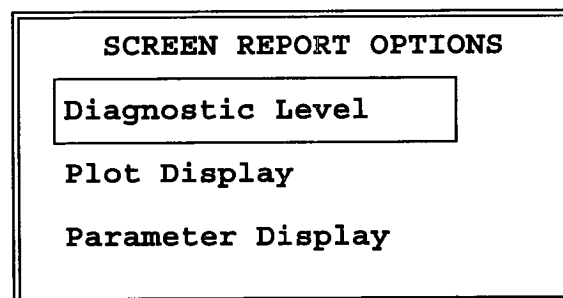 SCREEN REPORT OPTIONS
Diagnostic Level
Plot Display
Parameter Display